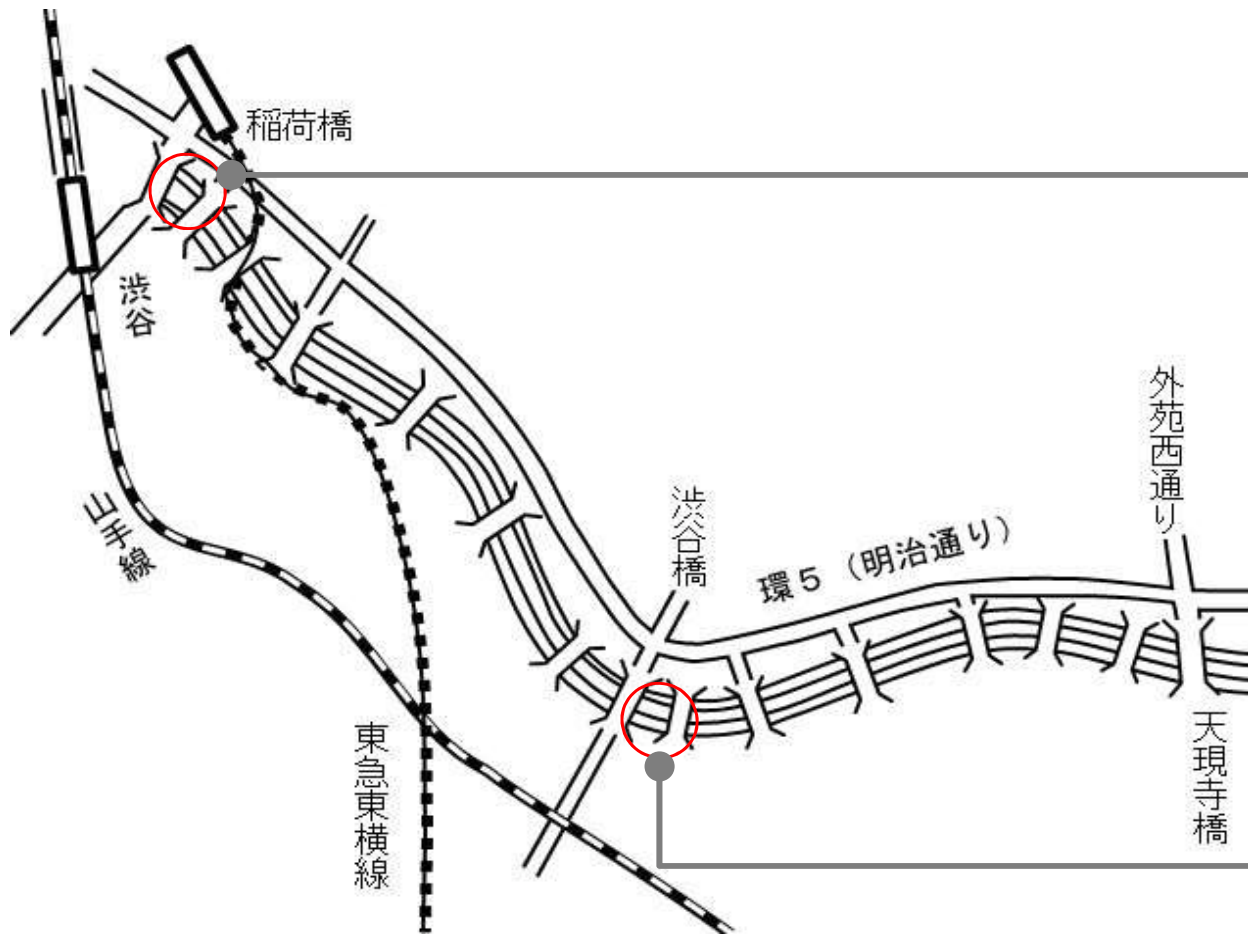 稲荷橋
渋谷
山手線
外苑西通り
渋谷橋
環５（明治通り）
東急東横線
天現寺橋